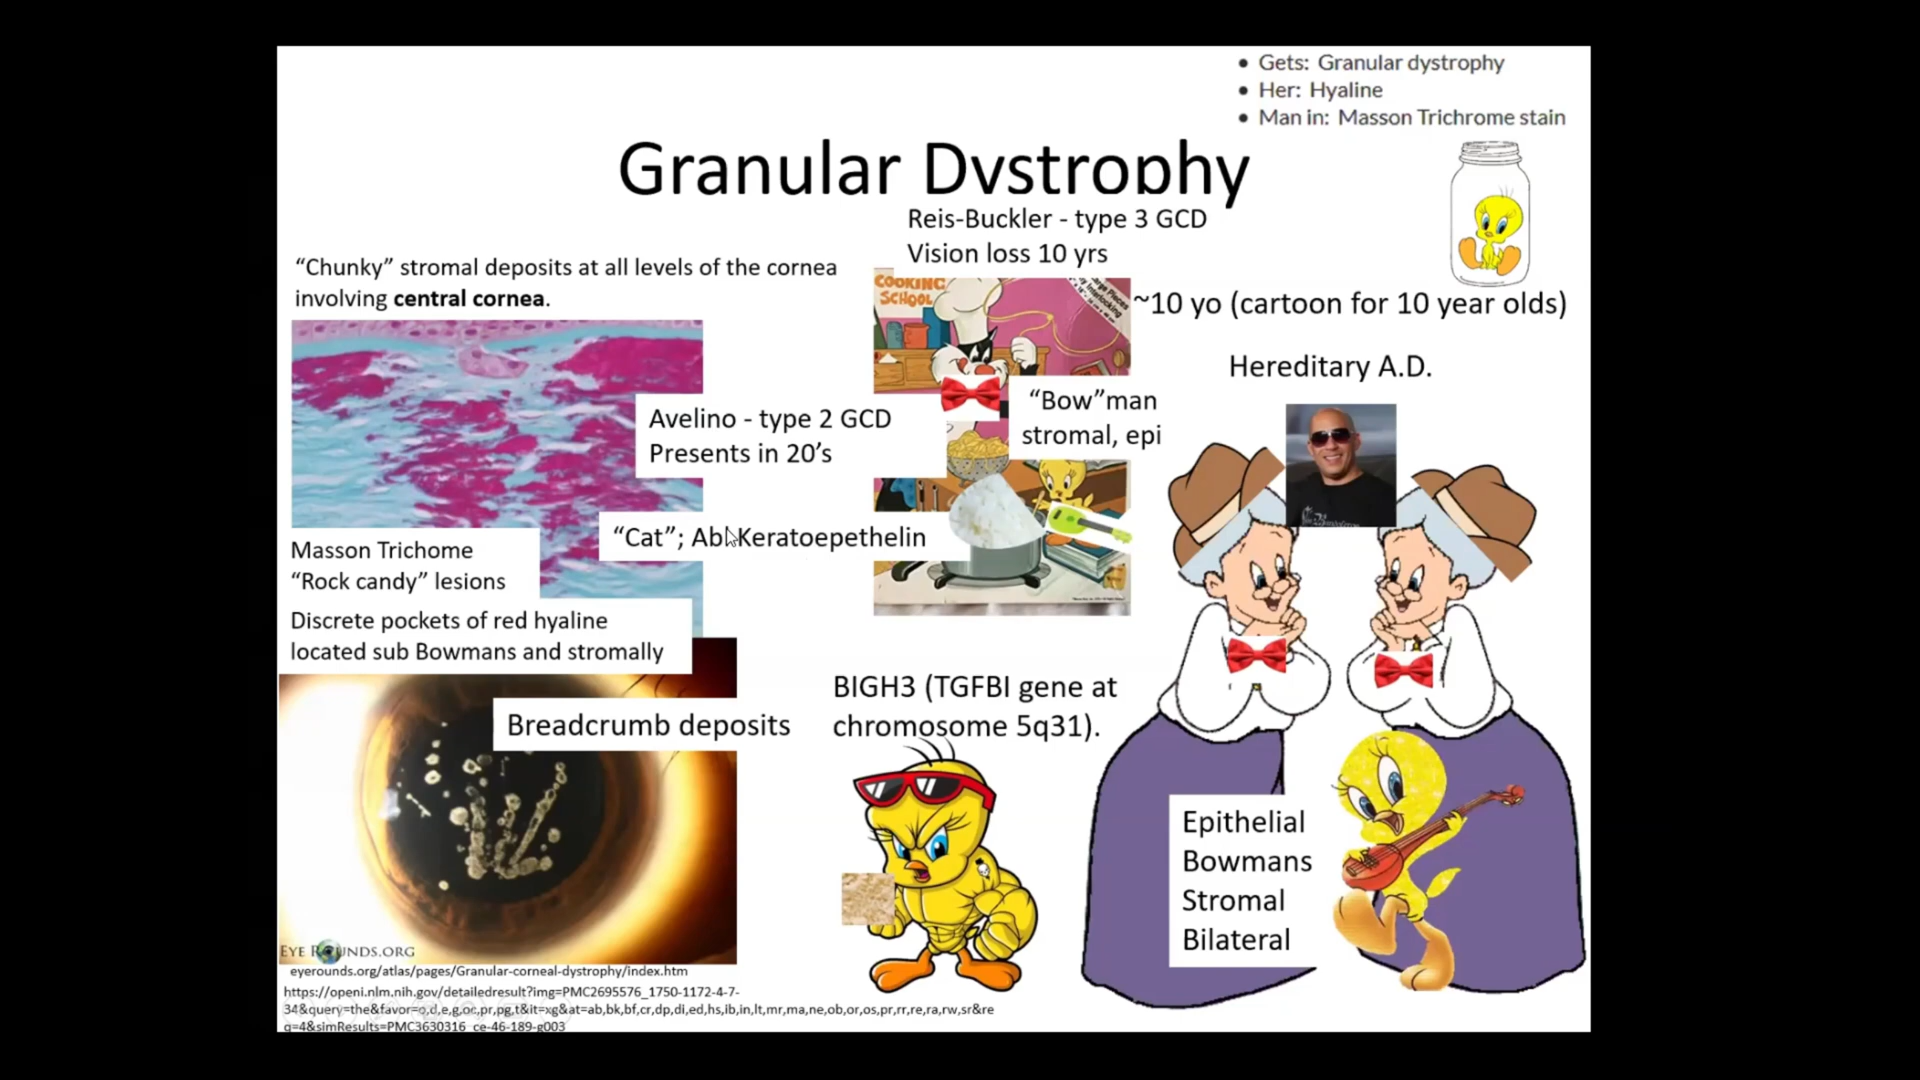 • Gets: Granular dystrophy
• Her: Hyaline
• Man in: Masson Trichrome stain
Granular Dystrophy
Reis-Buckler - type 3 GCD
Vision loss 10 yrs
“Chunky” stromal deposits at all levels of the cornea
involving central cornea.
COOKING
SCHOOL
~10 yo (cartoon for 10 year olds)
Hereditary A.D.
“Bow”man
stromal, epi
Avelino - type 2 GCD
Presents in 20’s
“Cat”; Ab Keratoepethelin
Masson Trichome
“Rock candy” lesions
Discrete pockets of red hyaline
located sub Bowmans and stromally
BIGH3 (TGFBI gene at
chromosome 5q31).
Breadcrumb deposits
Epithelial
Bowmans
Stromal
Bilateral
EYE ROUNDS.ORG
eyerounds.org/atlas/pages/Granular-corneal-dystrophy/index.htm
https://openi.nlm.nih.gov/detailedresult?img=PMC2695576_1750-1172-4-7-
34&query=the&favor=o,d,e,g,oc,pr,pg,t&it=xg&at=ab,bk,bf,cr,dp,di,ed,hs,ib,in,lt,mr,ma,ne,ob,or,os,pr,rr,re,ra,rw,sr&re
q=4&simResults=PMC3630316_ce-46-189-g003